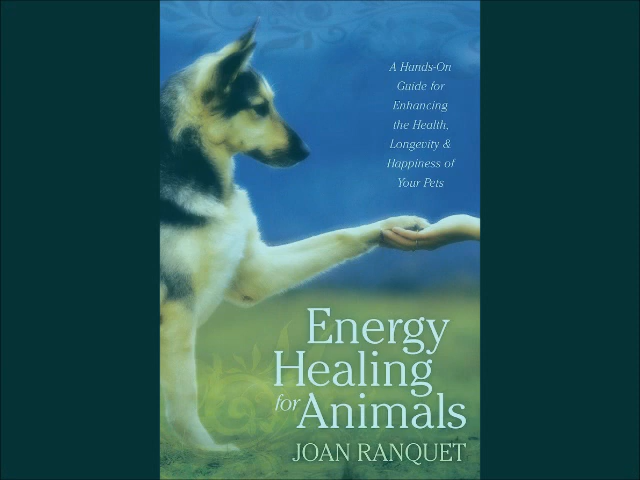 A Hands-On
Guide for
Enhancing
the Health,
Longevity &
Happiness of
Your Pets
Energy
Healing
for Animals
JOAN RANQUET